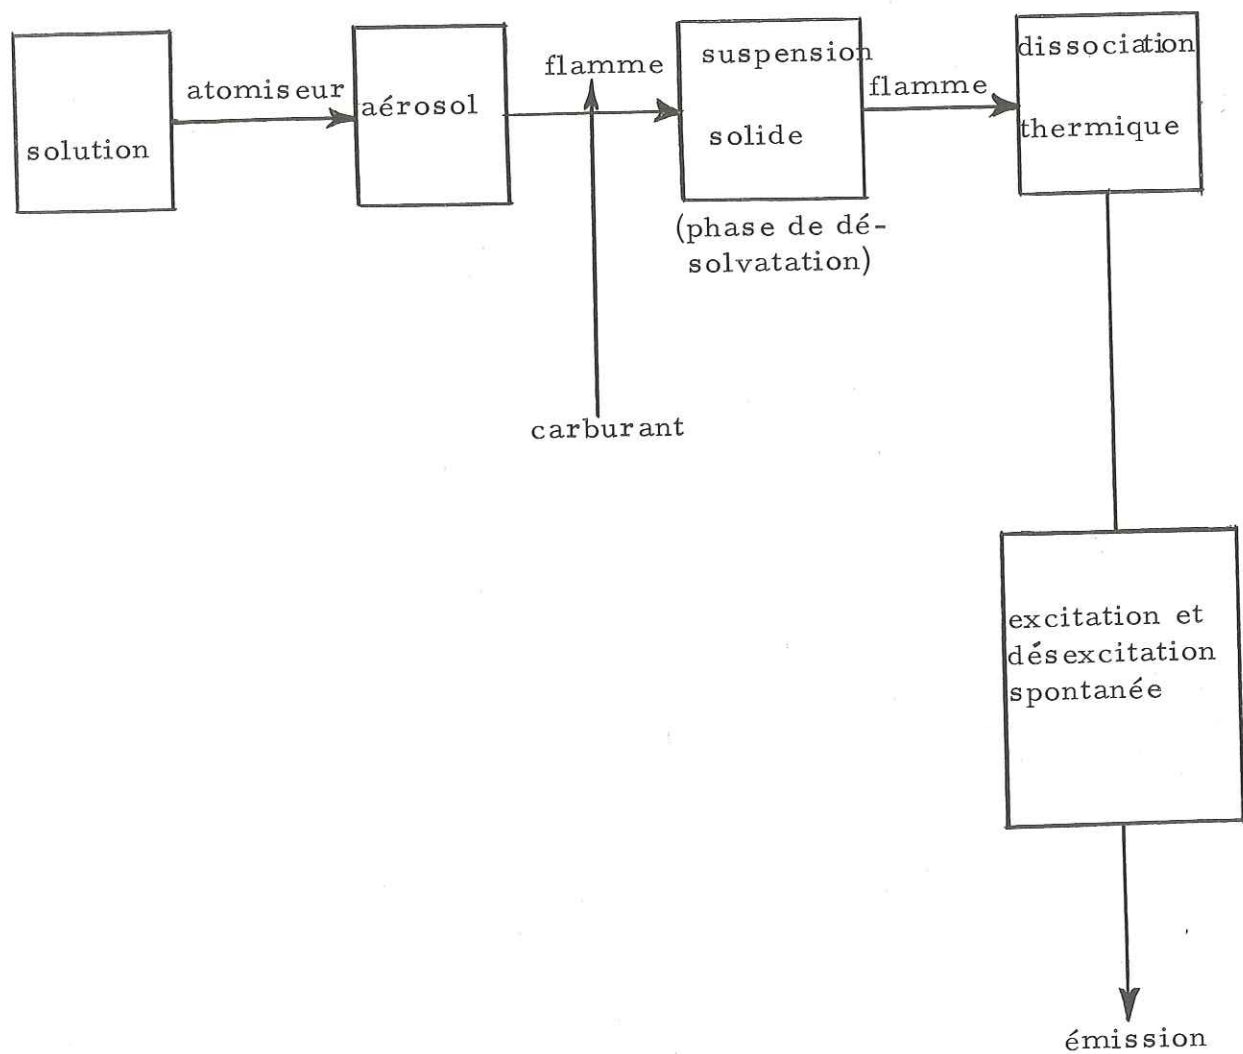 solution
atomiseur
aérosol
flamme
carburant
suspension
solide
(phase de dé-
solvatation)
flamme
dissociation
thermique
excitation et
désexcitation
spontanée
émission